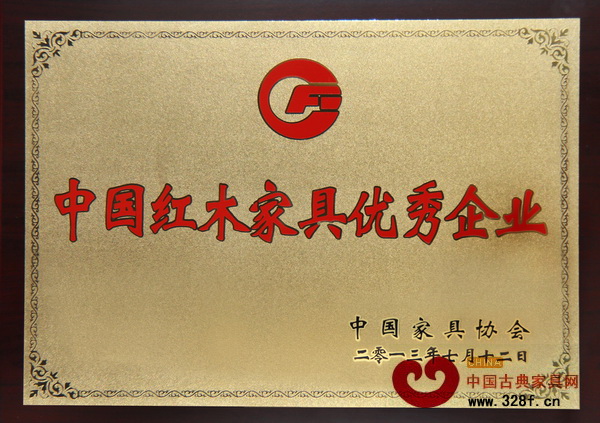 中国红木家具优秀企业
中国家具协会
二零一三年七月十二日
CHINA
中国古典家具网
www.328f.cn